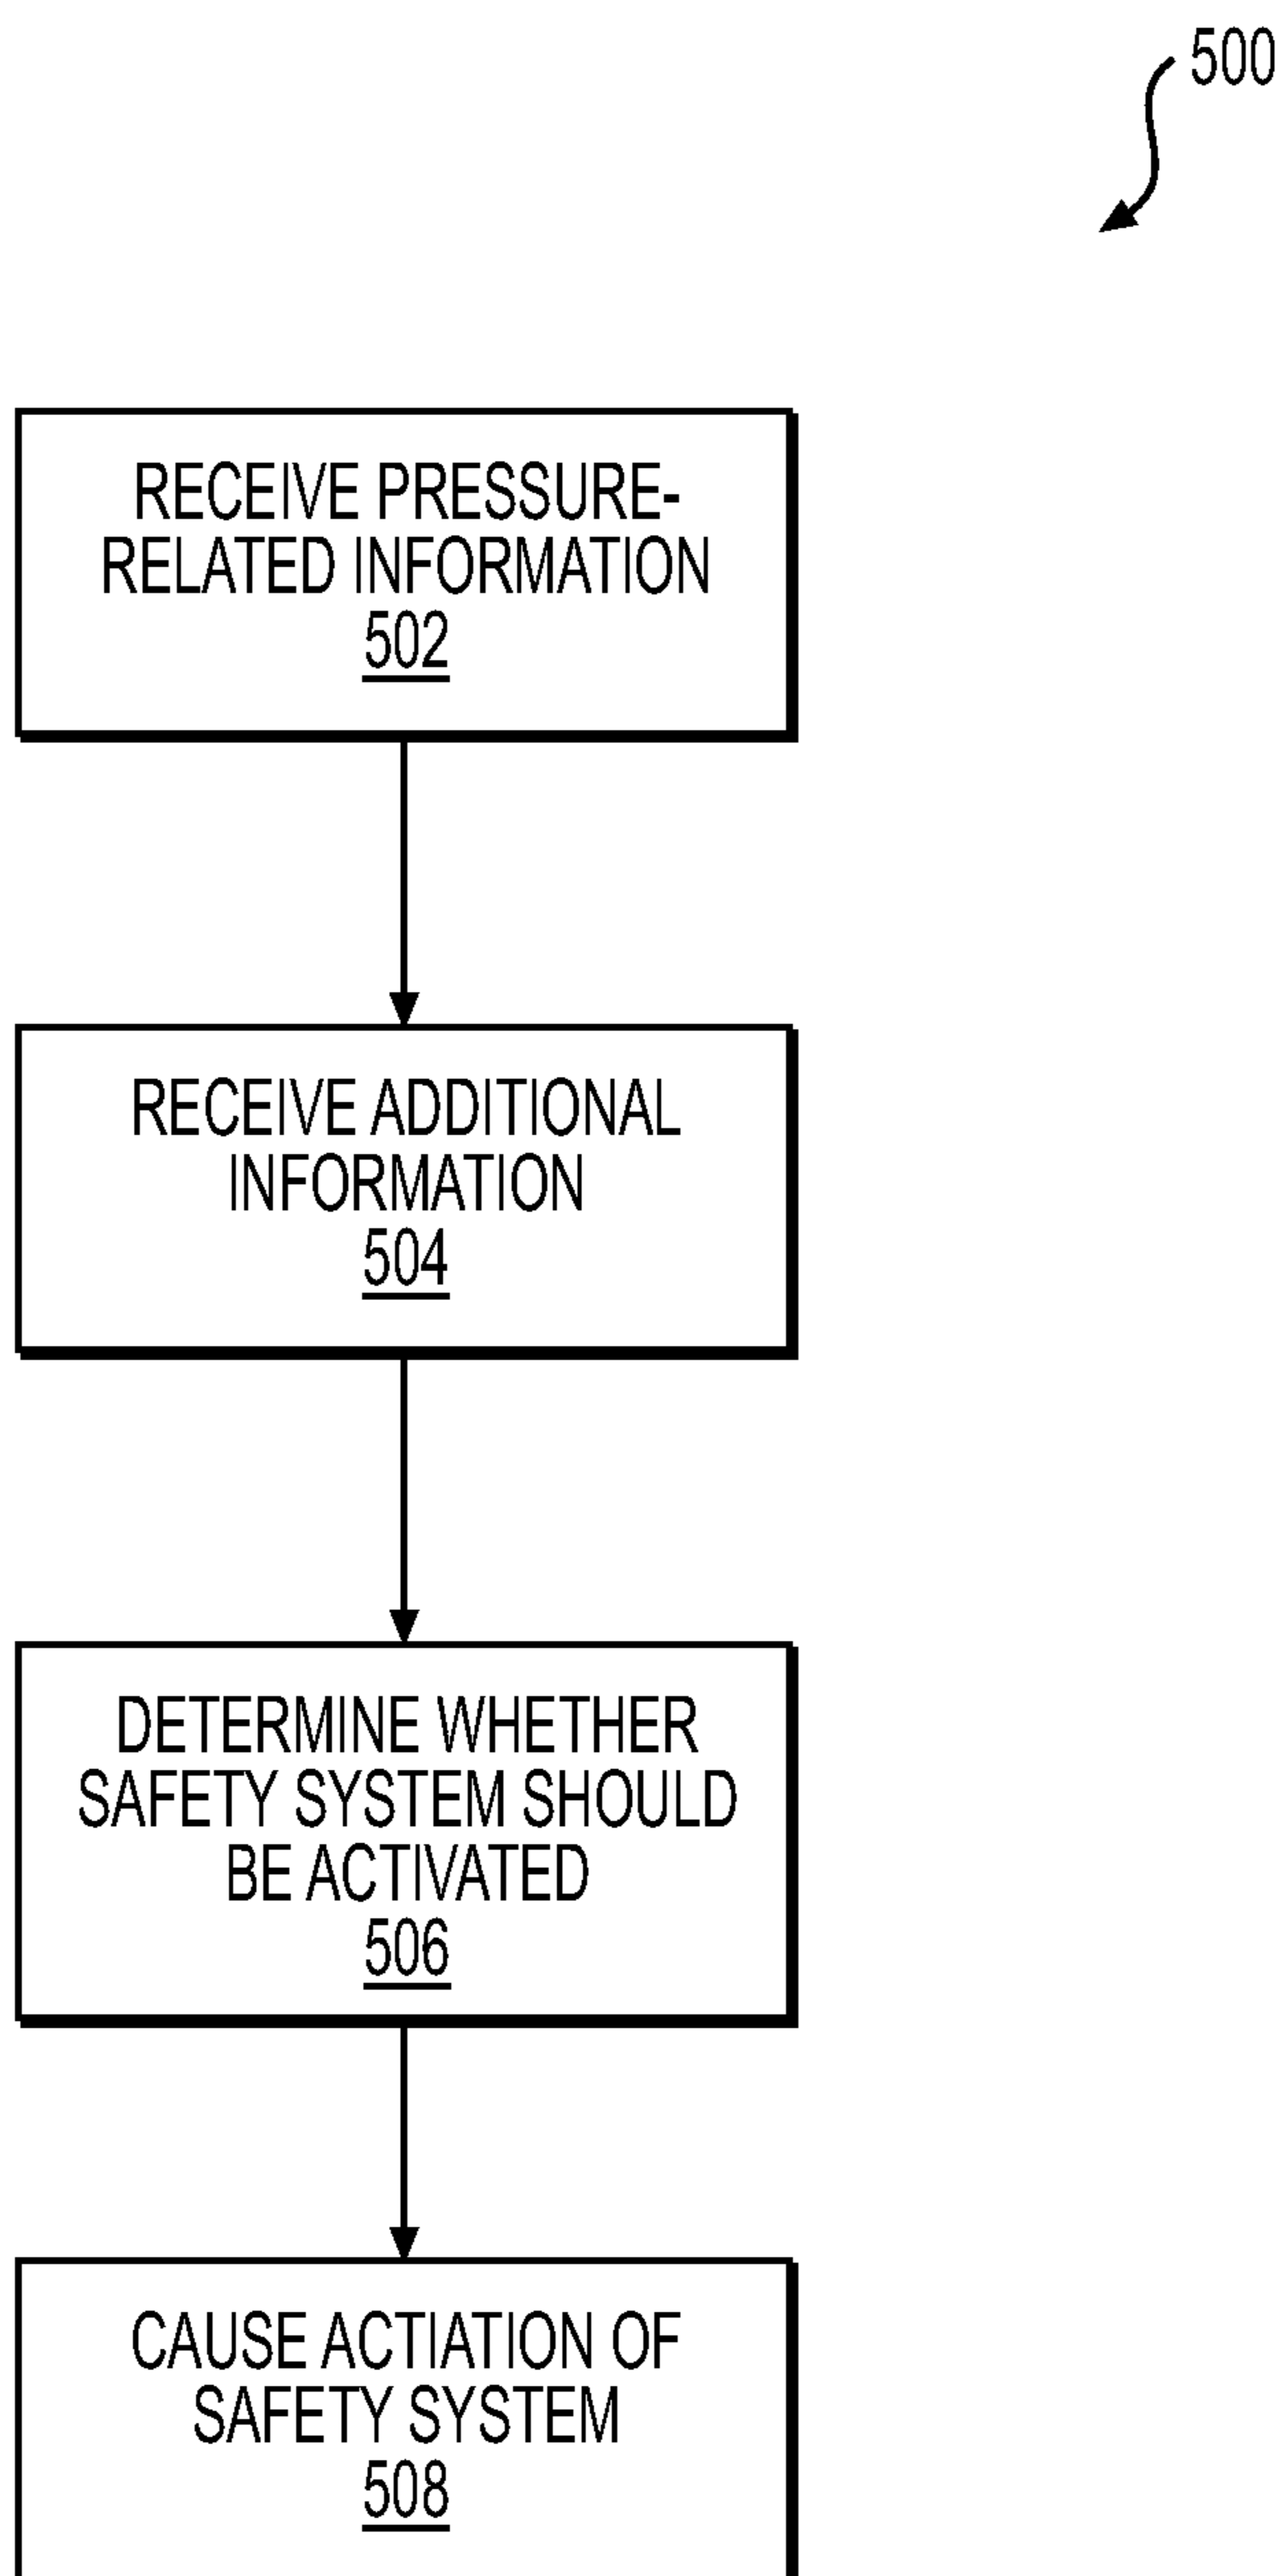 500
RECEIVE PRESSURE-
RELATED INFORMATION
502
RECEIVE ADDITIONAL
INFORMATION
504
DETERMINE WHETHER
SAFETY SYSTEM SHOULD
BE ACTIVATED
506
CAUSE ACTIATION OF
SAFETY SYSTEM
508